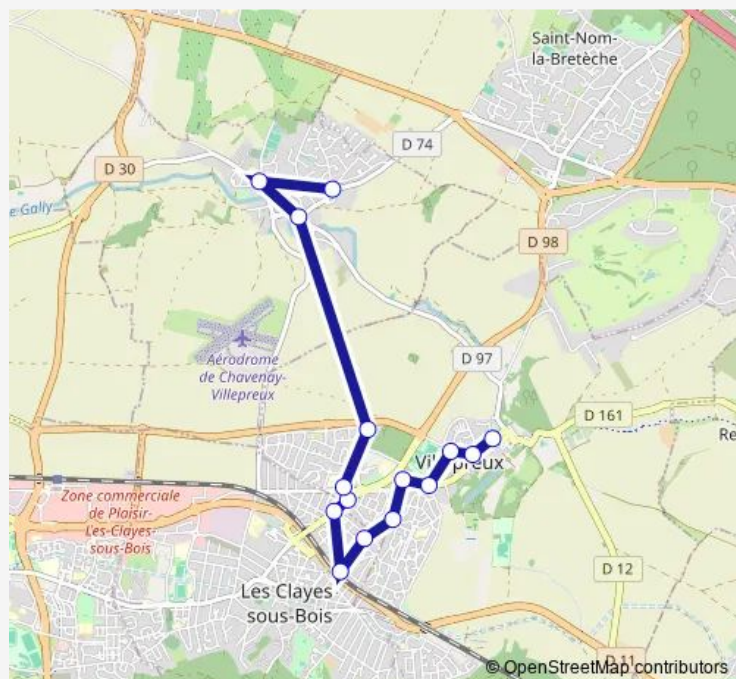 Saint-Nom-
la-Bretèche
D 74
D 30
e Gally
D 98
Aérodrome
de Chavenay-
Villepreux
D 97
D 161
Re
Zone commerciale
de Plaisir-
Les-Clayes-
sous-Bois
D 12
Les Clayes
sous-Bois
D 11
© OpenStreetMap contributors